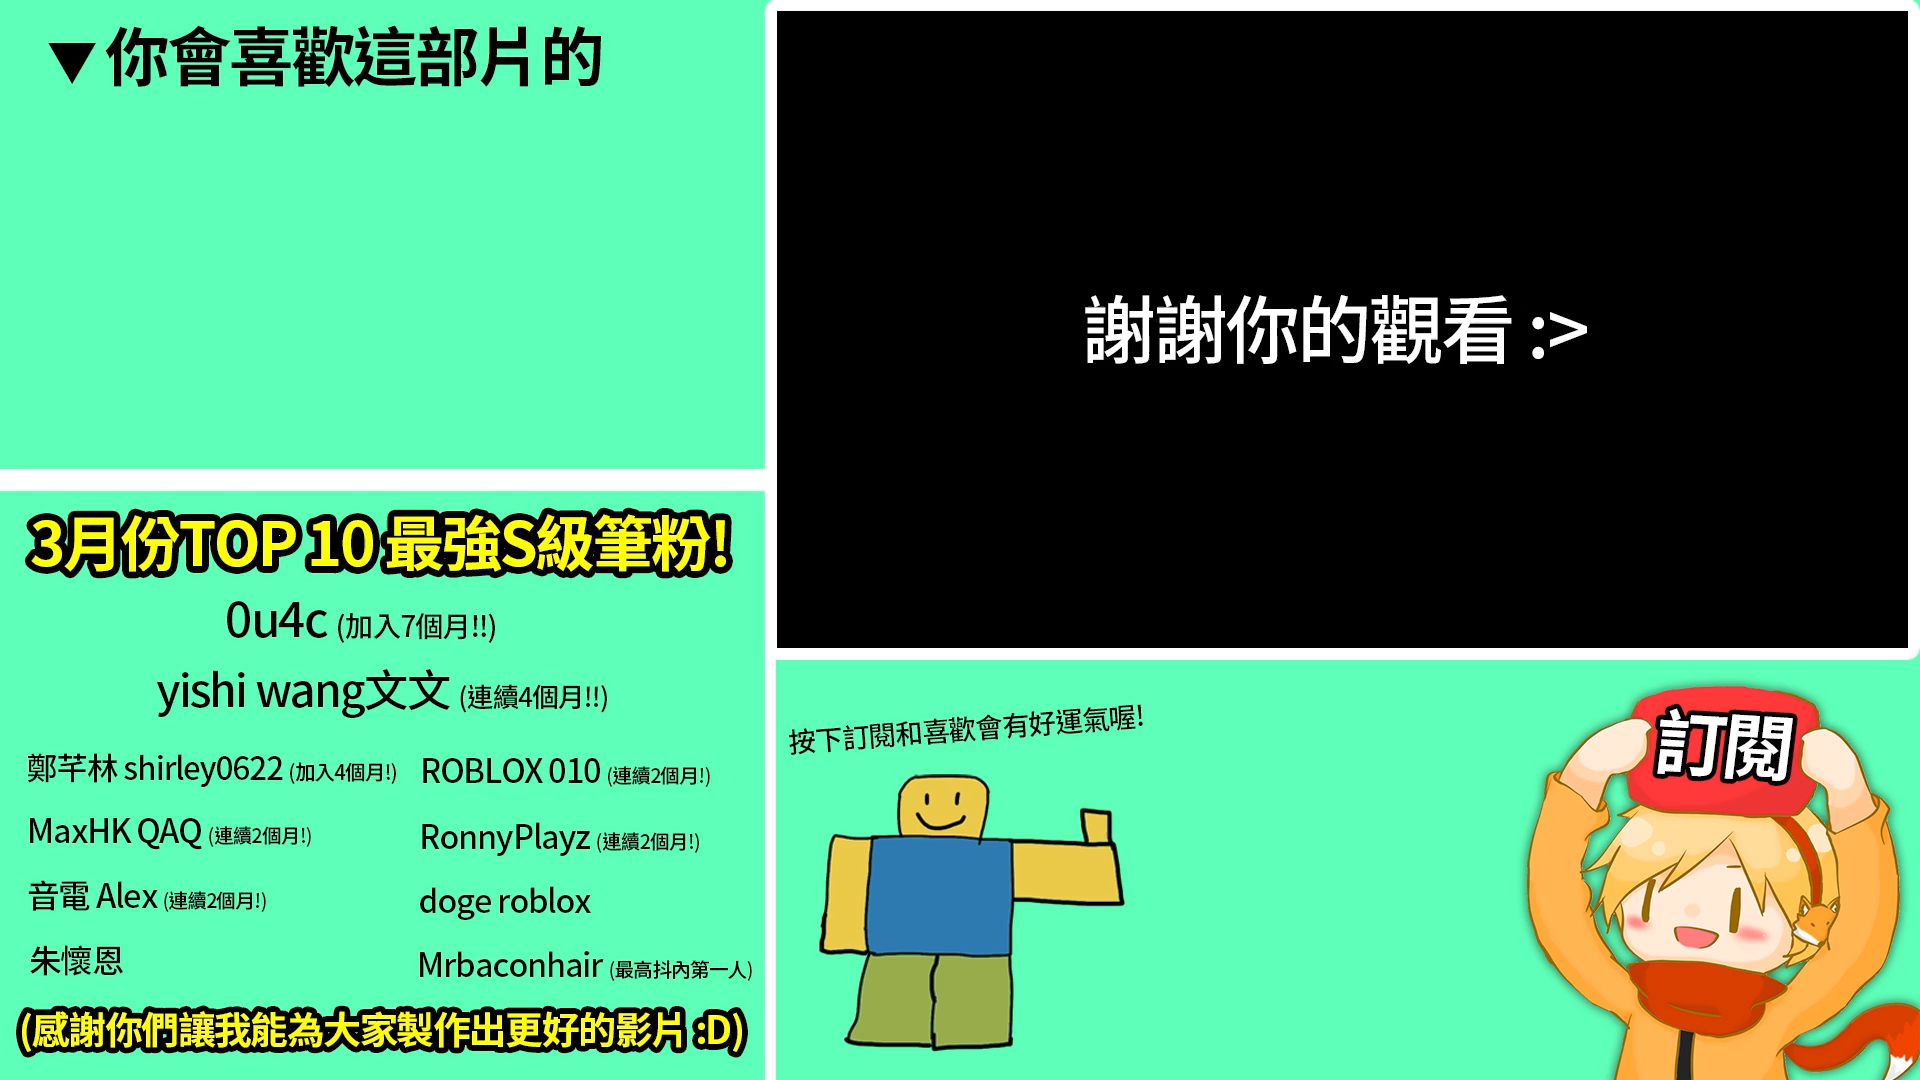 ▼你會喜歡這部片的
謝謝你的觀看 :>
3月份TOP 10 最強S級筆粉!
0u4c (加入7個月!!)
yishi wang文文 (連續4個月!!)
鄭芊林 shirley0622 (加入4個月!)
ROBLOX 010 (連續2個月!)
MaxHK QAQ (連續2個月!)
RonnyPlayz (連續2個月!)
音電 Alex (連續2個月!)
doge roblox
朱懷恩
Mrbaconhair (最高抖內第一人)
(感謝你們讓我能為大家製作出更好的影片 :D)
按下訂閱和喜歡會有好運氣喔!
訂閱